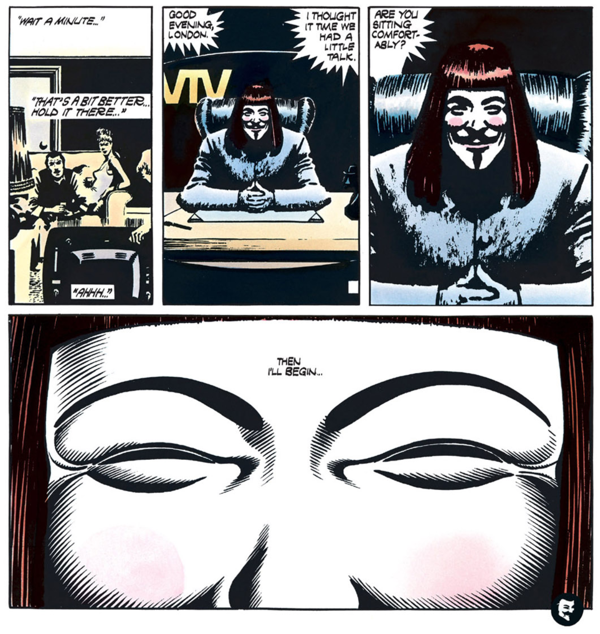 "WAIT A MINUTE..."
"THAT'S A BIT BETTER...
HOLD IT THERE..."
"AHHH..."
GOOD
EVENING,
LONDON.
I THOUGHT
IT TIME WE
HAD A
LITTLE
TALK.
VTV
ARE YOU
SITTING
COMFORT-
ABLY?
THEN
I'LL BEGIN...